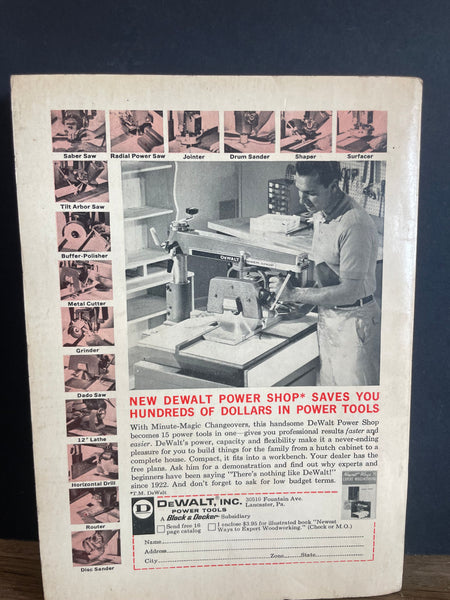 Saber Saw
Radial Power Saw
Jointer
Drum Sander
Shaper
Surfacer
Tilt Arbor Saw
Buffer-Polisher
Metal Cutter
Grinder
Dado Saw
12" Lathe
Horizontal Drill
Router
Disc Sander
DEWALT
NEW DEWALT POWER SHOP* SAVES YOU
HUNDREDS OF DOLLARS IN POWER TOOLS
With Minute-Magic Changeovers, this handsome DeWalt Power Shop
becomes 15 power tools in one—gives you professional results faster and
easier. DeWalt's power, capacity and flexibility make it a never-ending
pleasure for you to build things for the family from a hutch cabinet to a
complete house. Compact, it fits into a workbench. Your dealer has the
free plans. Ask him for a demonstration and find out why experts and
beginners have been saying "There's nothing like DeWalt!"
since 1922. And don't forget to ask for low budget terms.
*T.M. DeWalt
D
DEWALT, INC.
POWER TOOLS
A Black & Decker Subsidiary
30510 Fountain Ave.
Lancaster, Pa.
Send free 16
page catalog
I enclose $3.95 for illustrated book "Newest
Ways to Expert Woodworking." (Check or M.O.)
Name
Address
City Zone State